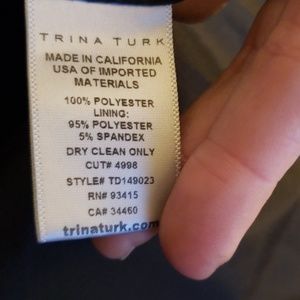 TRINA TURK
MADE IN CALIFORNIA
USA OF IMPORTED
MATERIALS
100% POLYESTER
LINING:
95% POLYESTER
5% SPANDEX
DRY CLEAN ONLY
CUT# 4998
STYLE# TD149023
RN# 93415
CA# 34460
trinaturk.com